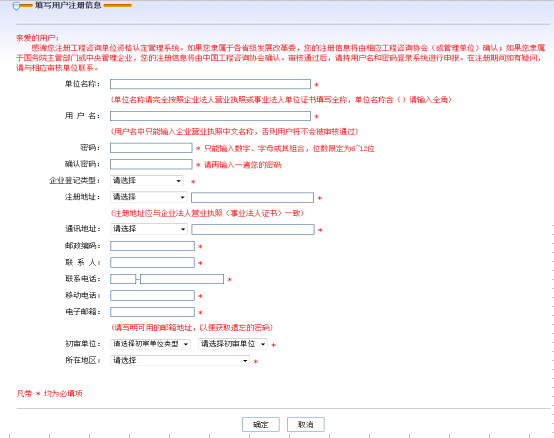 填写用户注册信息
亲爱的用户：
感谢您注册工程咨询单位资格认定管理系统。如果您隶属于各省级发展改革委，您的注册信息将由相应工程咨询协会（或管理单位）确认；如果您隶属
于国务院主管部门或中央管理企业，您的注册信息将由中国工程咨询协会确认。审核通过后，请持用户名和密码登录系统进行申报。在注册期间如有疑问，
请与相应审核单位联系。
单位名称： *
(单位名称请完全按照企业法人营业执照或事业法人单位证书填写全称，单位名称含（）请输入全角)
用 户 名： *
(用户名中只能输入企业营业执照中文名称，否则用户将不会被审核通过)
密码： * 只能输入数字、字母或其组合，位数限定为6~12位
确认密码： * 请再输入一遍您的密码
企业登记类型： 请选择 *
注册地址： 请选择 *
(注册地址应与企业法人营业执照（事业法人证书）一致)
通讯地址： 请选择 *
邮政编码： *
联 系 人： *
联系电话： - *
移动电话： *
电子邮箱： *
(请写明可用的邮箱地址，以便获取遗忘的密码)
初审单位： 请选择初审单位类型 请选择初审单位 *
所在地区： 请选择 *
凡带 * 均为必填项
确定 取消